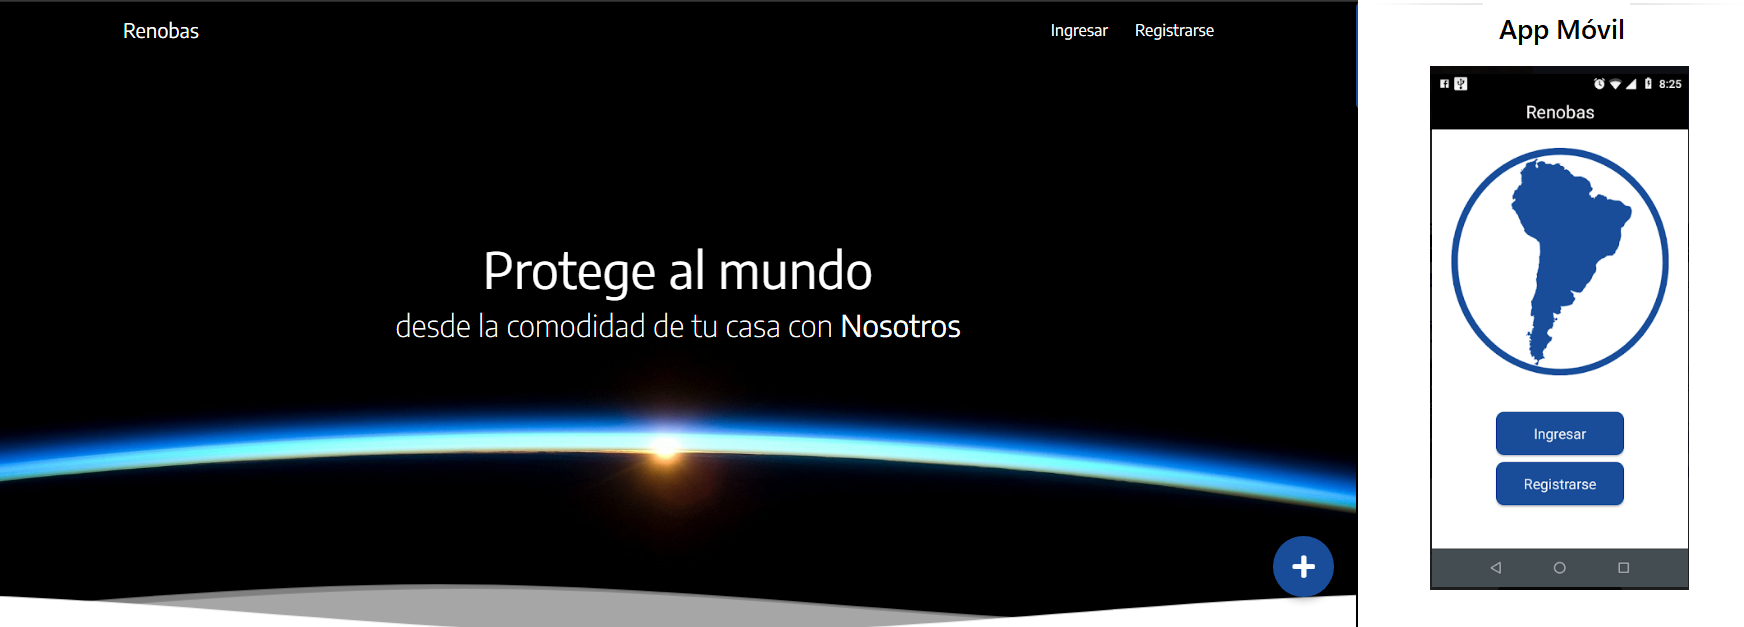 Renobas
Ingresar
Registrarse
Protege al mundo
desde la comodidad de tu casa con Nosotros
App Móvil
8:25
Renobas
Ingresar
Registrarse